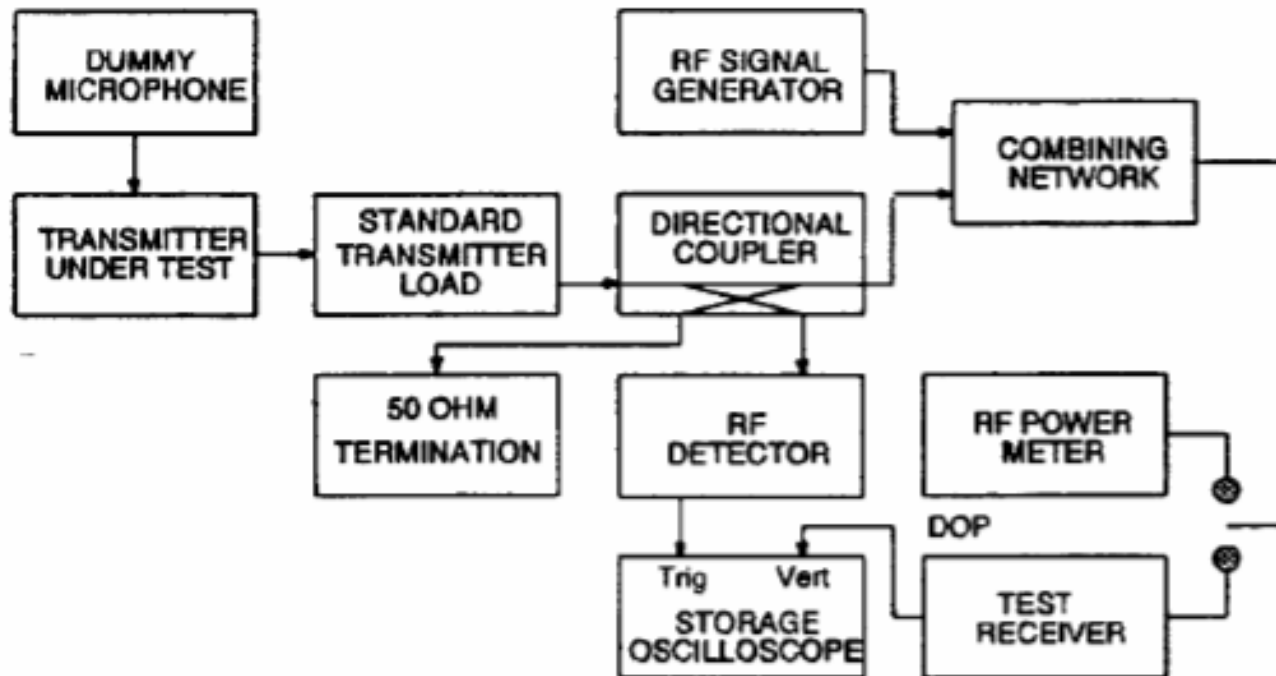 DUMMY
MICROPHONE
RF SIGNAL
GENERATOR
COMBINING
NETWORK
TRANSMITTER
UNDER TEST
STANDARD
TRANSMITTER
LOAD
DIRECTIONAL
COUPLER
50 OHM
TERMINATION
RF
DETECTOR
RF POWER
METER
DOP
Trig Vert
STORAGE
OSCILLOSCOPE
TEST
RECEIVER